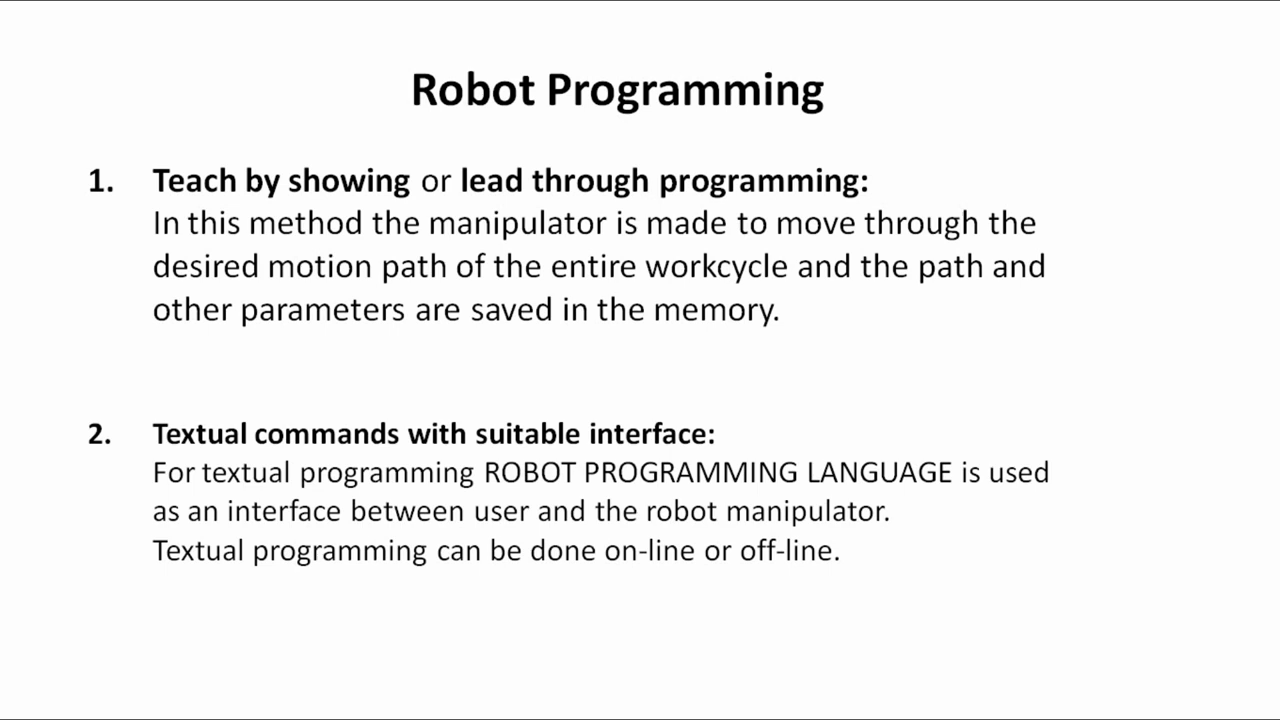 Robot Programming
1. Teach by showing or lead through programming:
In this method the manipulator is made to move through the
desired motion path of the entire workcycle and the path and
other parameters are saved in the memory.
2. Textual commands with suitable interface:
For textual programming ROBOT PROGRAMMING LANGUAGE is used
as an interface between user and the robot manipulator.
Textual programming can be done on-line or off-line.